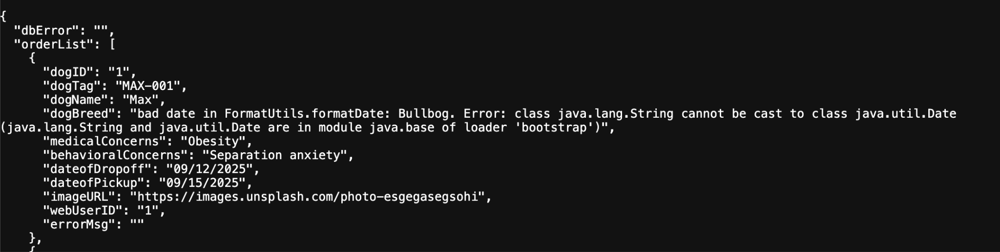 {
  "dbError": "",
  "orderList": [
    {
      "dogID": "1",
      "dogTag": "MAX-001",
      "dogName": "Max",
      "dogBreed": "bad date in FormatUtils.formatDate: Bullbog. Error: class java.lang.String cannot be cast to class java.util.Date
(java.lang.String and java.util.Date are in module java.base of loader 'bootstrap')",
      "medicalConcerns": "Obesity",
      "behavioralConcerns": "Separation anxiety",
      "dateofDropoff": "09/12/2025",
      "dateofPickup": "09/15/2025",
      "imageURL": "https://images.unsplash.com/photo-esgegasegsohi",
      "webUserID": "1",
      "errorMsg": ""
    },
    {